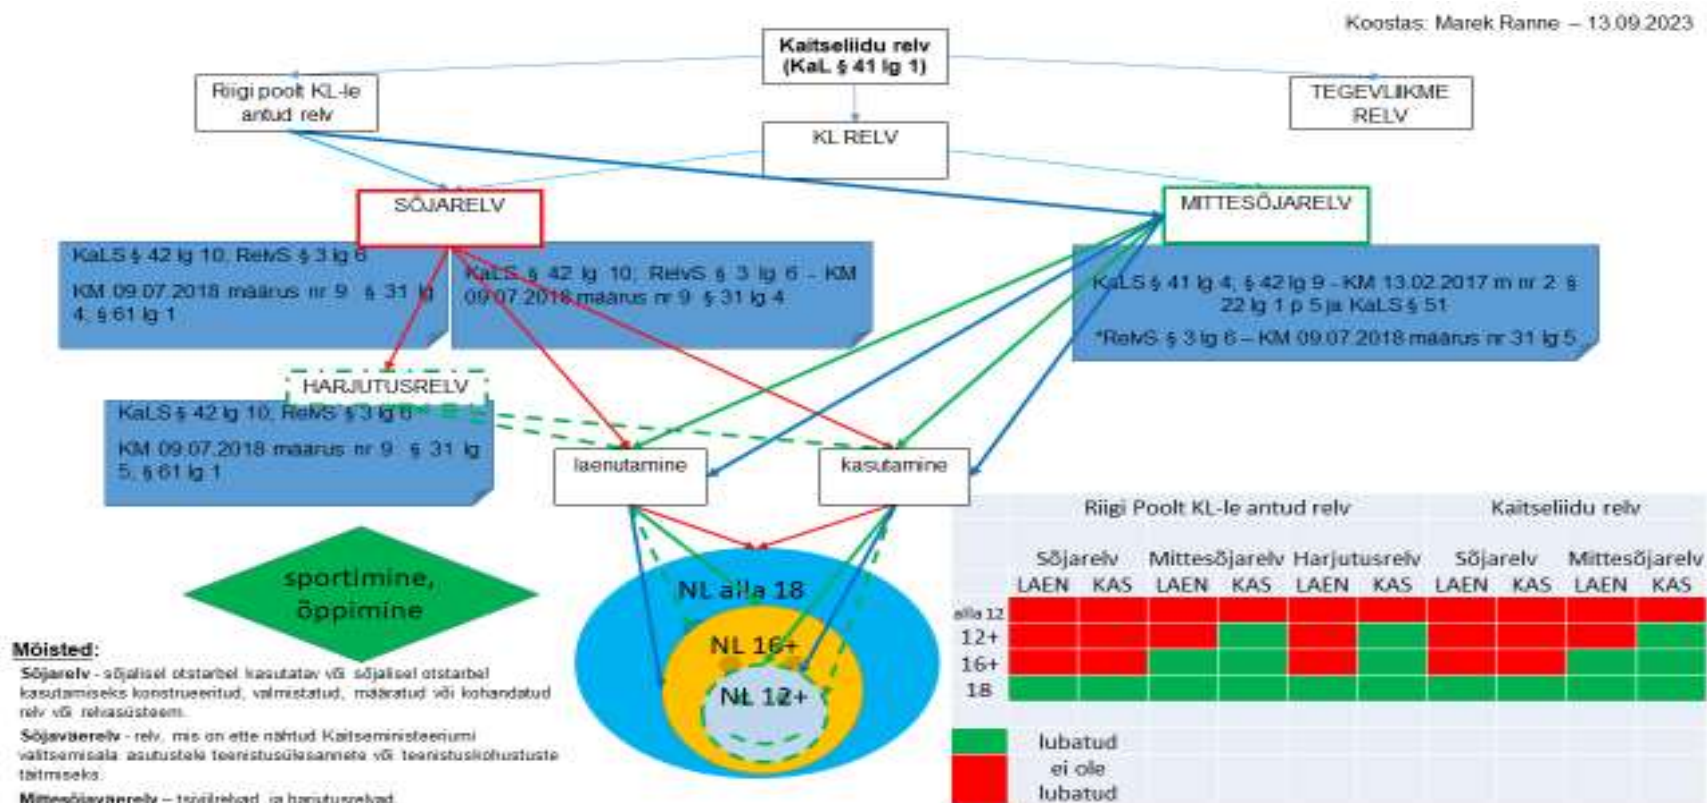 Koostas: Marek Ranne – 13.09.2023
Kaitseliidu relv
(KaL § 41 lg 1)
Riigi poolt KL-le
antud relv
TEGEVLIIKME
RELV
KL RELV
SÕJARELV
MITTESÕJARELV
KaLS § 42 lg 10; RelvS § 3 lg 6
KM 09.07.2018 määrus nr 9 § 31 lg
4, § 61 lg 1
KaLS § 42 lg 10; RelvS § 3 lg 6 - KM
09.07.2018 määrus nr 9 § 31 lg 4
KaLS § 41 lg 4; § 42 lg 9 - KM 13.02.2017 m nr 2 §
22 lg 1 p 5 ja KaLS § 51
*RelvS § 3 lg 6 – KM 09.07.2018 määrus nr 31 lg 5
HARJUTUSRELV
KaLS § 42 lg 10; RelvS § 3 lg 6
KM 09.07.2018 määrus nr 9 § 31 lg
5, § 61 lg 1
laenutamine
kasutamine
sportimine,
õppimine
NL alla 18
NL 16+
NL 12+
Riigi Poolt KL-le antud relv Kaitseliidu relv
Sõjarelv Mittesõjarelv Harjutusrelv Sõjarelv Mittesõjarelv
LAEN KAS LAEN KAS LAEN KAS LAEN KAS LAEN KAS
alla 12
12+
16+
18
lubatud
ei ole
lubatud
Mõisted:
Sõjarelv - sõjalisel otstarbel kasutatav või sõjalisel otstarbel
kasutamiseks konstrueeritud, valmistatud, määratud või kohandatud
relv või relvasüsteem.
Sõjaväerelv - relv, mis on ette nähtud Kaitseministeeriumi
valitsemisala asutustele teenistusülesannete või teenistuskohustuste
täitmiseks.
Mittesõjaväerelv – tsiviilrelvad, ja harjutusrelvad.